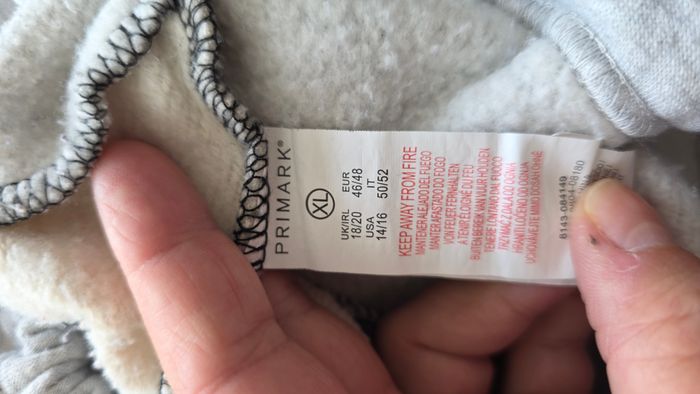 PRIMARK®
XL
UK/IRL EUR
18/20 46/48
USA IT
14/16 50/52
KEEP AWAY FROM FIRE
MANTENER ALEJADO DEL FUEGO
MANTER AFASTADO DO FOGO
VON FEUER FERNHALTEN
A TENIR ÉLOIGNÉ DU FEU
BUITEN BEREIK VAN VUUR HOUDEN
TENERE LONTANO DAL FUOCO
TRZYMAĆ Z DALA OD OGNIA
8143-084149